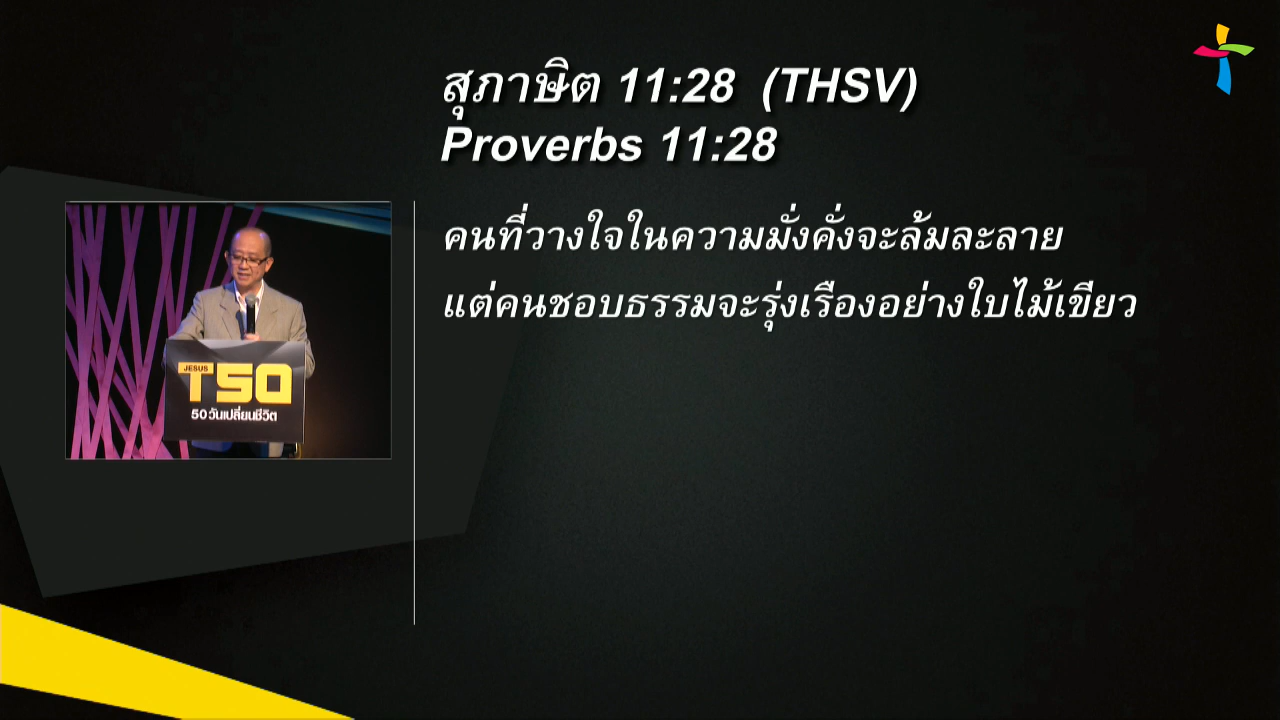 สุภาษิต 11:28 (THSV)
Proverbs 11:28
คนที่วางใจในความมั่งคั่งจะล้มละลาย
แต่คนชอบธรรมจะรุ่งเรืองอย่างใบไม้เขียว
JESUS
T50
50 วันเปลี่ยนชีวิต